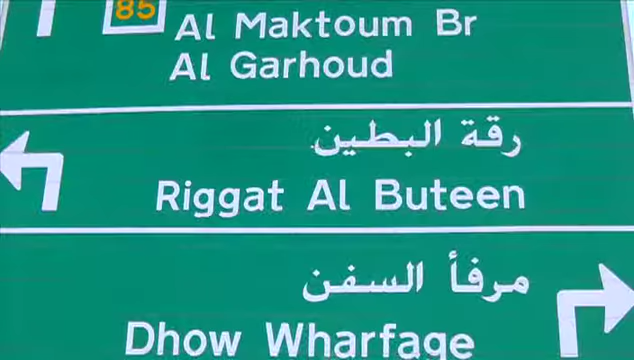 85
Al Maktoum Br
Al Garhoud
رقة البطين
Riggat Al Buteen
مرفأ السفن
Dhow Wharfage